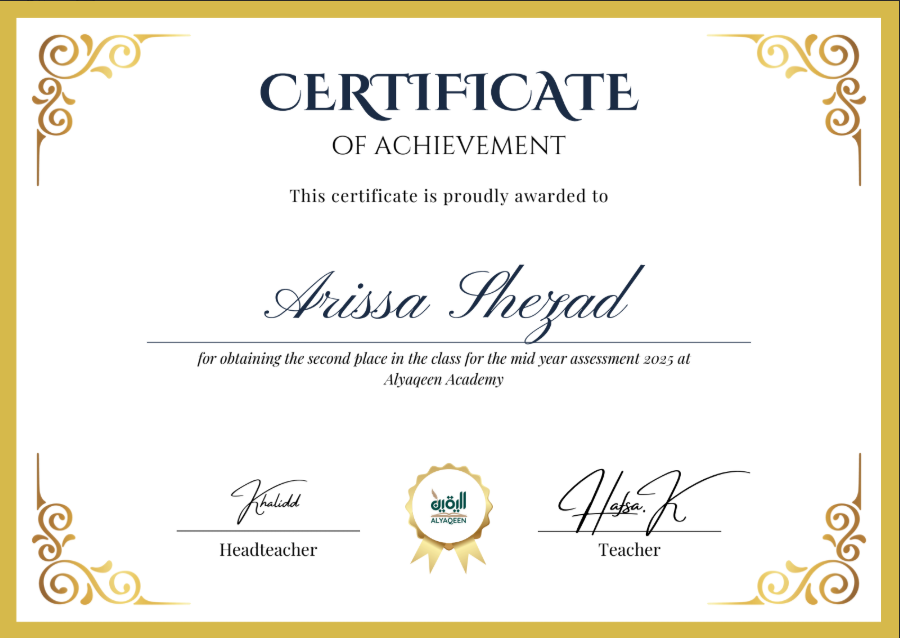 CERTIFICATE
OF ACHIEVEMENT
This certificate is proudly awarded to
Arissa Shezad
for obtaining the second place in the class for the mid year assessment 2025 at
Alyaqeen Academy
Khalidd
Hafsa.K
اليقين
ALYAQEEN
Headteacher
Teacher